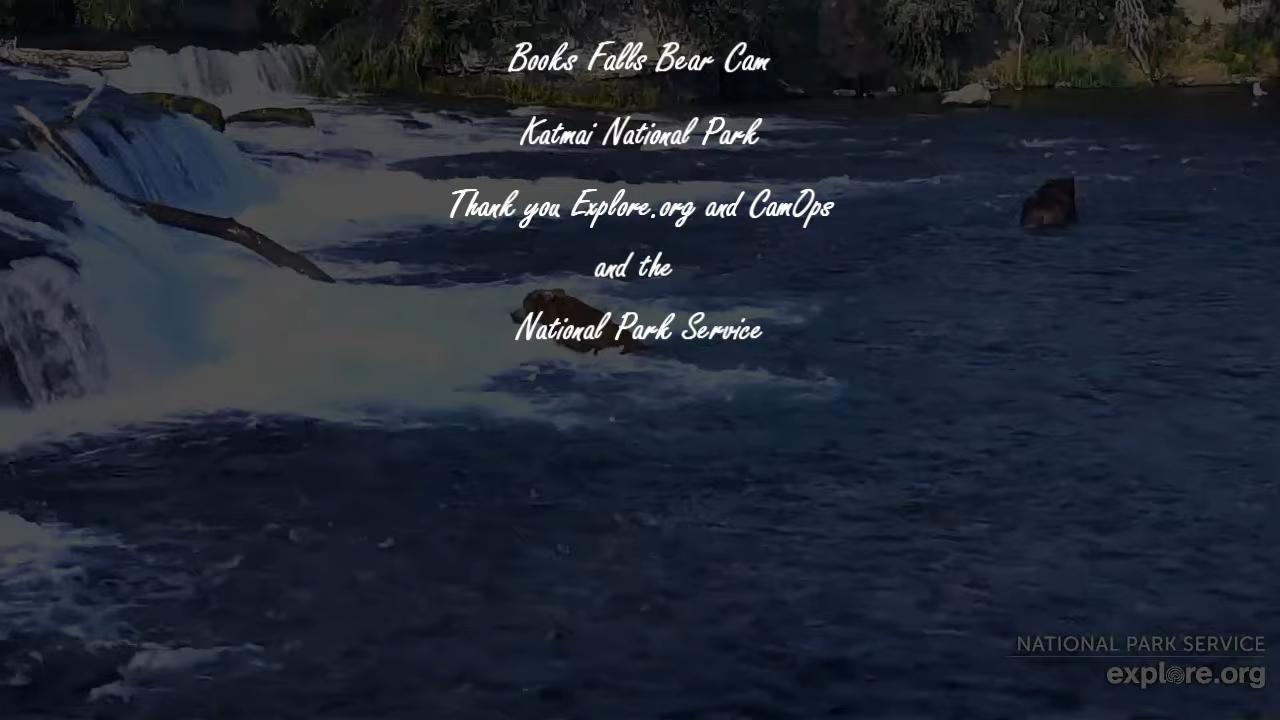 Books Falls Bear Cam
Katmai National Park
Thank you Explore.org and CamOps
and the
National Park Service
NATIONAL PARK SERVICE
explore.org